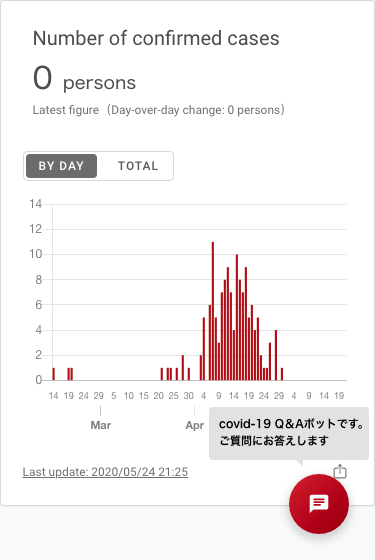 Number of confirmed cases
0 persons
Latest figure（Day-over-day change: 0 persons）
BY DAY TOTAL
14
12
10
8
6
4
2
0
14 19 24 29 5 10 15 20 25 30 4 9 14 19 24 29 4 9 14 19
Mar Apr
covid-19 Q&Aボットです。
ご質問にお答えします
Last update: 2020/05/24 21:25